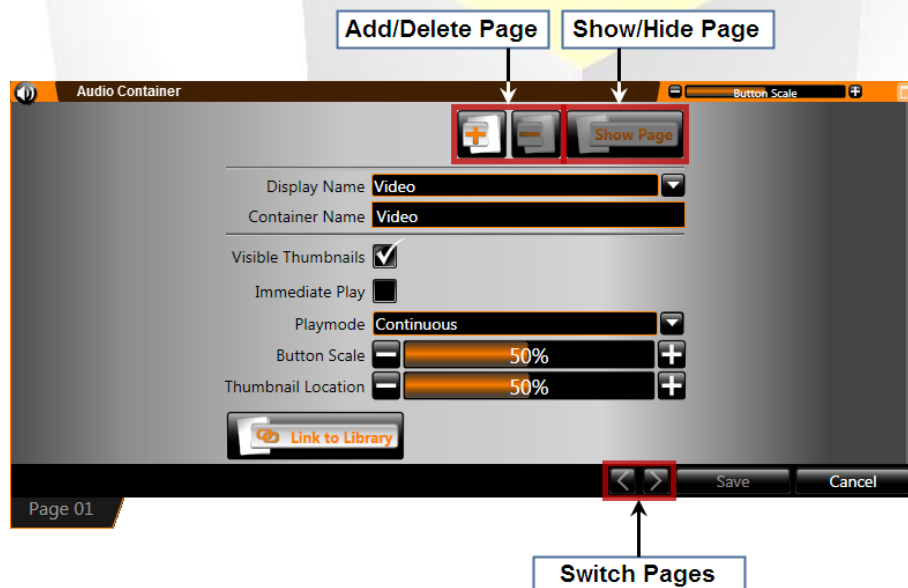 Add/Delete Page
Show/Hide Page
Audio Container
Button Scale
Show Page
Display Name Video
Container Name Video
Visible Thumbnails
Immediate Play
Playmode Continuous
Button Scale 50%
Thumbnail Location 50%
Link to Library
Save
Cancel
Page 01
Switch Pages